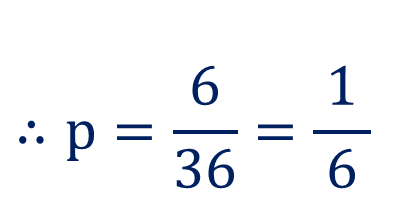 ∴ p = 6/36 = 1/6